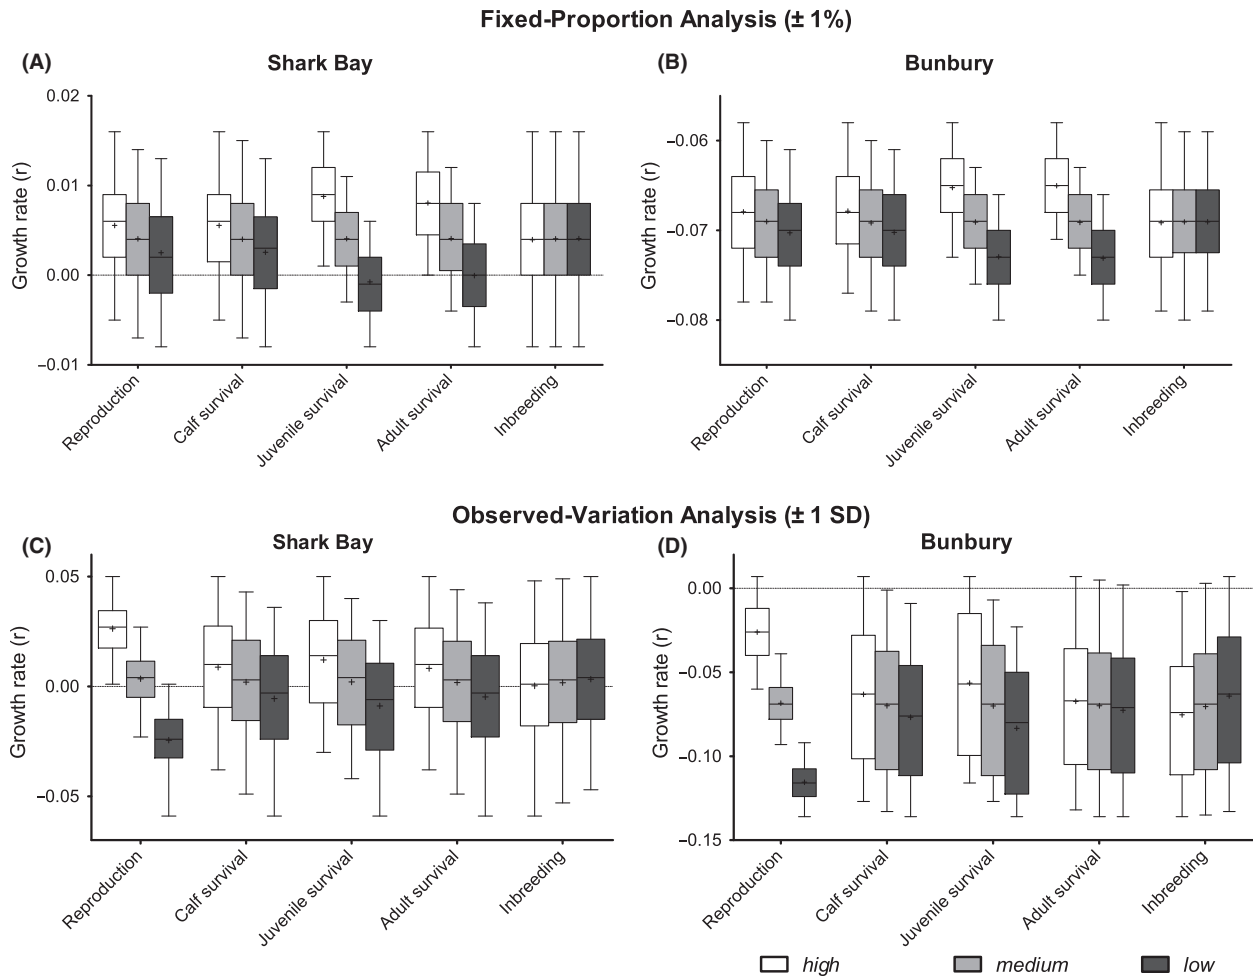 Fixed-Proportion Analysis (± 1%)
(A)
Shark Bay
Growth rate (r)
0.02
0.01
0.00
−0.01
Reproduction
Calf survival
Juvenile survival
Adult survival
Inbreeding
(B)
Bunbury
Growth rate (r)
−0.06
−0.07
−0.08
Reproduction
Calf survival
Juvenile survival
Adult survival
Inbreeding
Observed-Variation Analysis (± 1 SD)
(C)
Shark Bay
Growth rate (r)
0.05
0.00
−0.05
Reproduction
Calf survival
Juvenile survival
Adult survival
Inbreeding
(D)
Bunbury
Growth rate (r)
0.00
−0.05
−0.10
−0.15
Reproduction
Calf survival
Juvenile survival
Adult survival
Inbreeding
high medium low